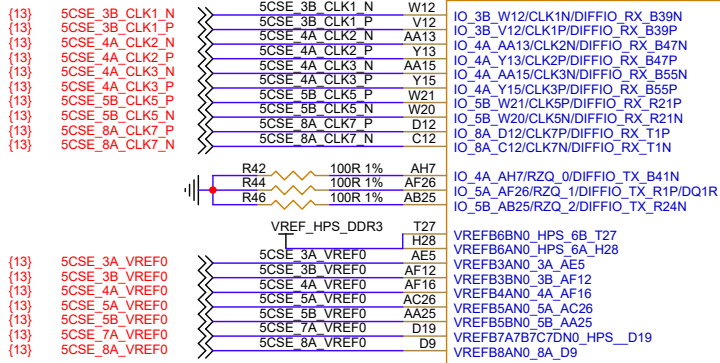 {13} 5CSE_3B_CLK1_N 5CSE_3B_CLK1_N W12 IO_3B_W12/CLK1N/DIFFIO_RX_B39N
{13} 5CSE_3B_CLK1_P 5CSE_3B_CLK1_P V12 IO_3B_V12/CLK1P/DIFFIO_RX_B39P
{13} 5CSE_4A_CLK2_N 5CSE_4A_CLK2_N AA13 IO_4A_AA13/CLK2N/DIFFIO_RX_B47N
{13} 5CSE_4A_CLK2_P 5CSE_4A_CLK2_P Y13 IO_4A_Y13/CLK2P/DIFFIO_RX_B47P
{13} 5CSE_4A_CLK3_N 5CSE_4A_CLK3_N AA15 IO_4A_AA15/CLK3N/DIFFIO_RX_B55N
{13} 5CSE_4A_CLK3_P 5CSE_4A_CLK3_P Y15 IO_4A_Y15/CLK3P/DIFFIO_RX_B55P
{13} 5CSE_5B_CLK5_P 5CSE_5B_CLK5_P W21 IO_5B_W21/CLK5P/DIFFIO_RX_R21P
{13} 5CSE_5B_CLK5_N 5CSE_5B_CLK5_N W20 IO_5B_W20/CLK5N/DIFFIO_RX_R21N
{13} 5CSE_8A_CLK7_P 5CSE_8A_CLK7_P D12 IO_8A_D12/CLK7P/DIFFIO_RX_T1P
{13} 5CSE_8A_CLK7_N 5CSE_8A_CLK7_N C12 IO_8A_C12/CLK7N/DIFFIO_RX_T1N
R42 100R 1% AH7 IO_4A_AH7/RZQ_0/DIFFIO_TX_B41N
R44 100R 1% AF26 IO_5A_AF26/RZQ_1/DIFFIO_TX_R1P/DQ1R
R46 100R 1% AB25 IO_5B_AB25/RZQ_2/DIFFIO_TX_R24N
VREF_HPS_DDR3 T27 VREFB6BN0_HPS_6B_T27
H28 VREFB6AN0_HPS_6A_H28
{13} 5CSE_3A_VREF0 5CSE_3A_VREF0 AE5 VREFB3AN0_3A_AE5
{13} 5CSE_3B_VREF0 5CSE_3B_VREF0 AF12 VREFB3BN0_3B_AF12
{13} 5CSE_4A_VREF0 5CSE_4A_VREF0 AF16 VREFB4AN0_4A_AF16
{13} 5CSE_5A_VREF0 5CSE_5A_VREF0 AC26 VREFB5AN0_5A_AC26
{13} 5CSE_5B_VREF0 5CSE_5B_VREF0 AA25 VREFB5BN0_5B_AA25
{13} 5CSE_7A_VREF0 5CSE_7A_VREF0 D19 VREFB7A7B7C7DN0_HPS__D19
{13} 5CSE_8A_VREF0 5CSE_8A_VREF0 D9 VREFB8AN0_8A_D9